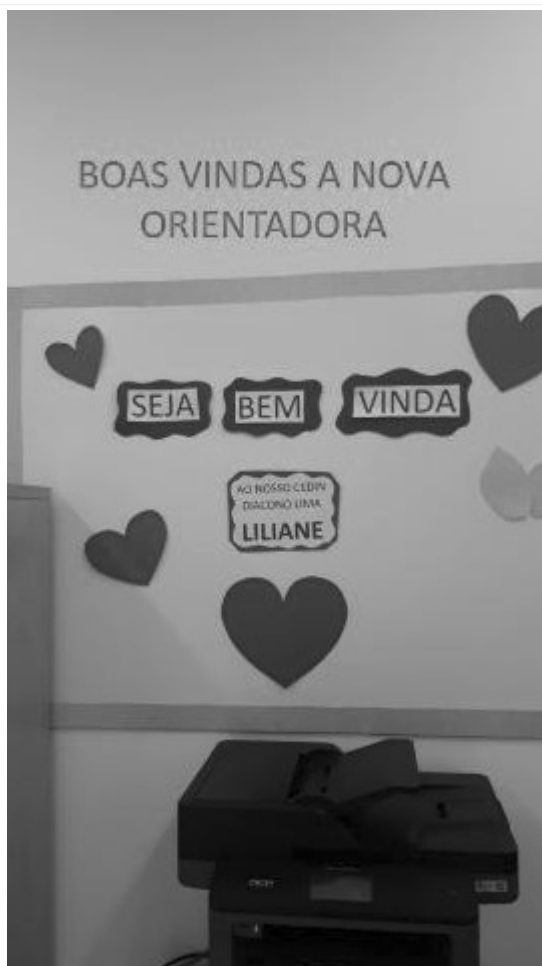 BOAS VINDAS A NOVA
ORIENTADORA
SEJA BEM VINDA
AO NOSSO CEDIN
DIACONO LIMA
LILIANE